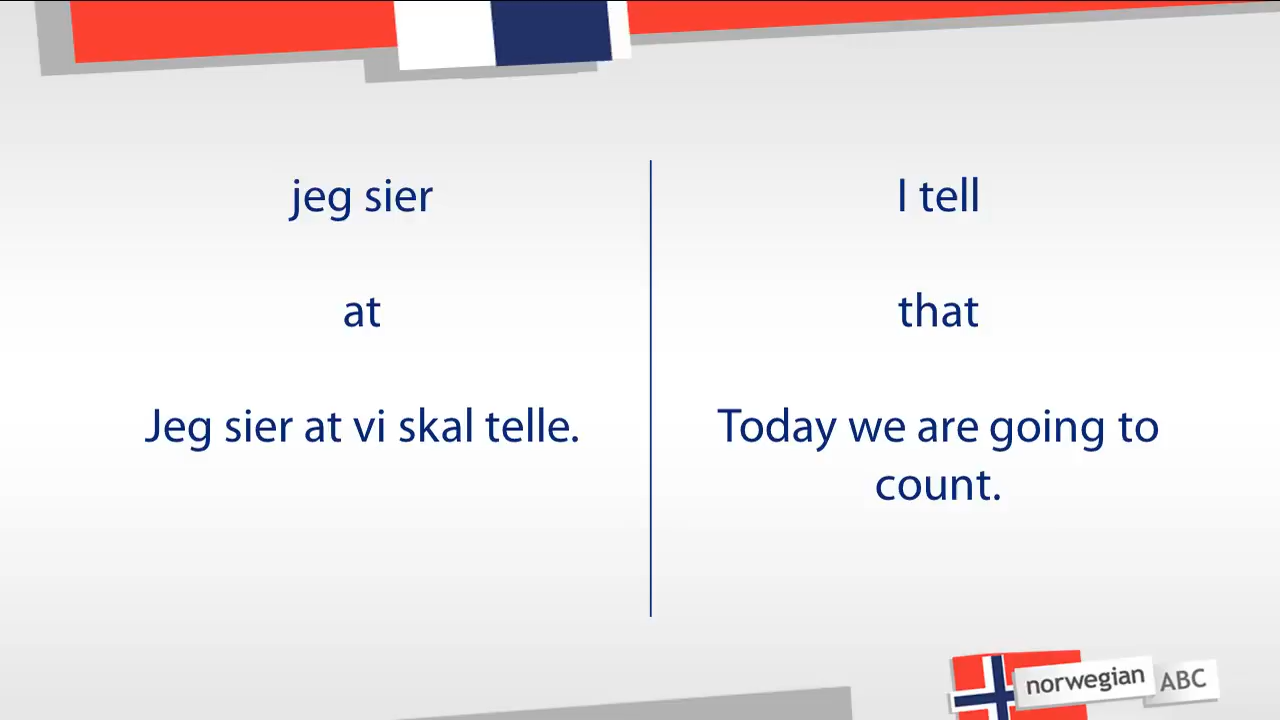 jeg sier
I tell
at
that
Jeg sier at vi skal telle.
Today we are going to
count.
norwegian ABC